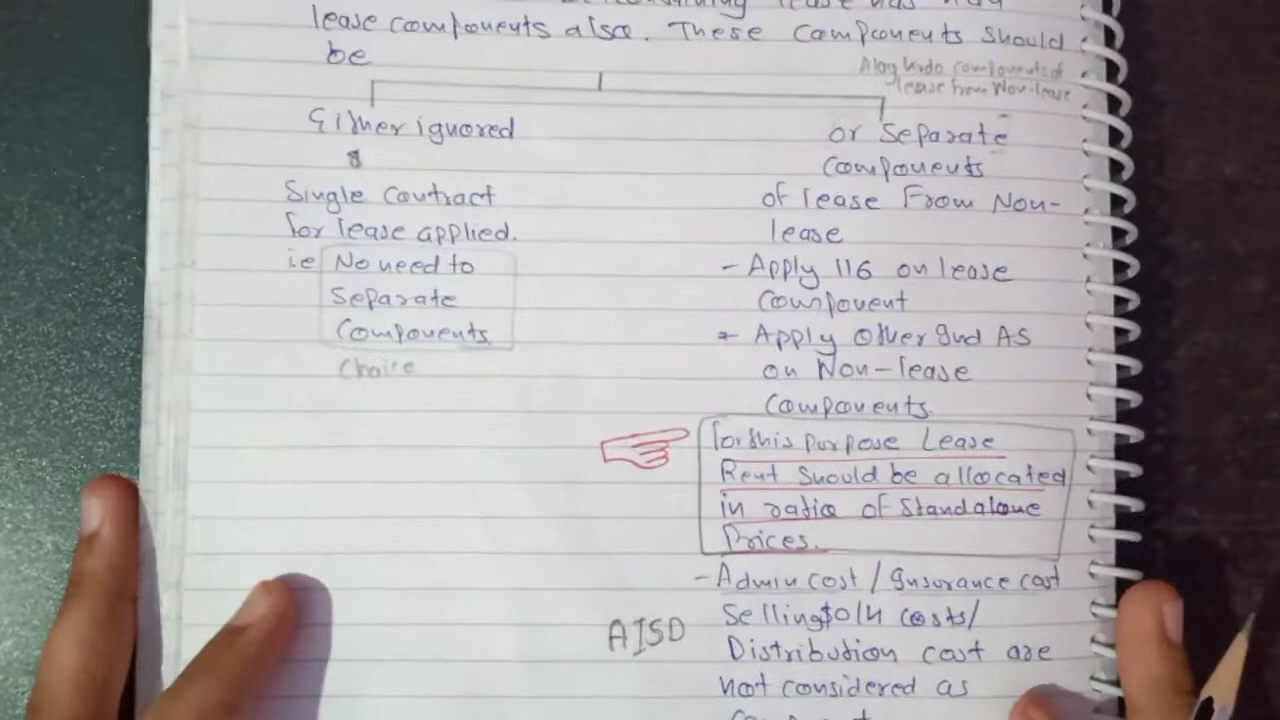 lease has
lease components also. These components should
be
Alag krdo components of
lease from Non-lease
Either ignored
Single contract
for lease applied.
i.e No need to
separate
components
choice
or separate
components
of lease From Non-
lease
- Apply 116 on lease
component
- Apply other Ind AS
on Non-lease
components.
for this purpose Lease
Rent should be allocated
in ratio of standalone
Prices.
- Admin cost / Insurance cost
Selling & O/H costs/
Distribution cost are
not considered as
AISD